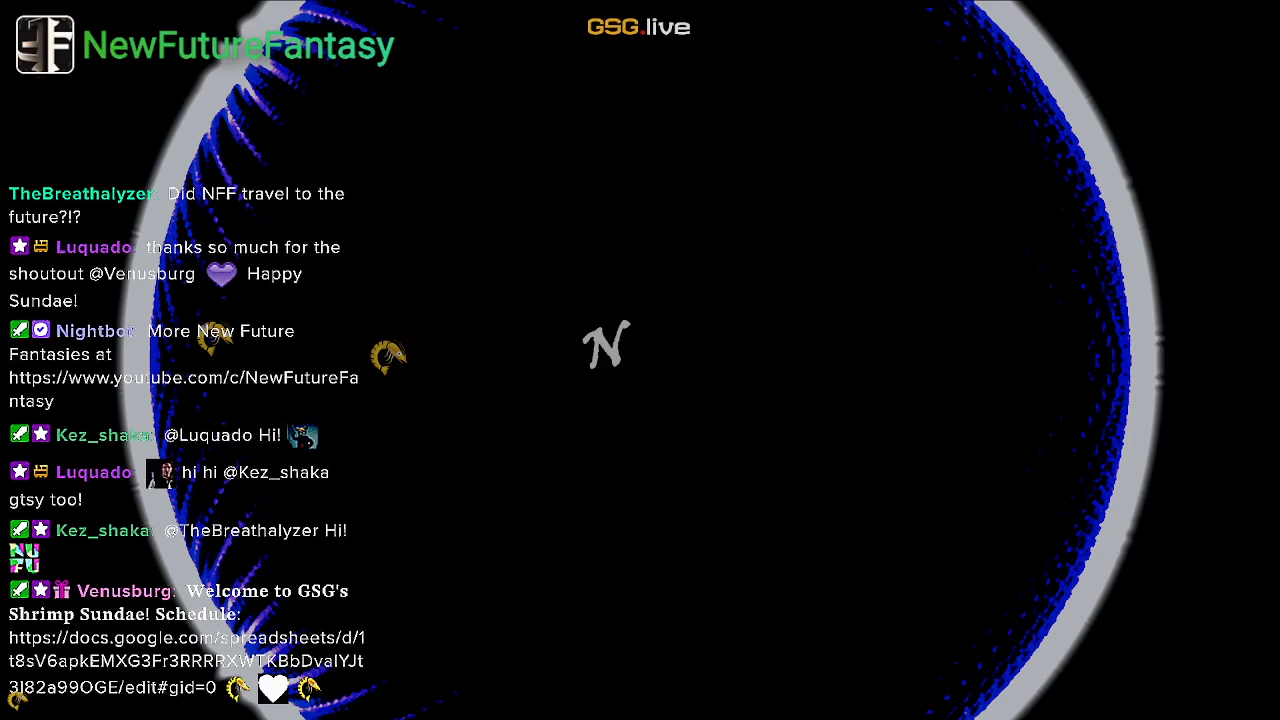 GSG.live
NewFutureFantasy
TheBreathalyzer: Did NFF travel to the
future?!?
Luquado: thanks so much for the
shoutout @Venusburg Happy
Sundae!
Nightbot: More New Future
Fantasies at
https://www.youtube.com/c/NewFutureFa
ntasy
Kez_shaka: @Luquado Hi!
Luquado: hi hi @Kez_shaka
gtsy too!
Kez_shaka: @TheBreathalyzer Hi!
NU
FU
Venusburg: Welcome to GSG's
Shrimp Sundae! Schedule:
https://docs.google.com/spreadsheets/d/1
t8sV6apkEMXG3Fr3RRRRXWTKBbDvalYJt
3l82a99OGE/edit#gid=0
N